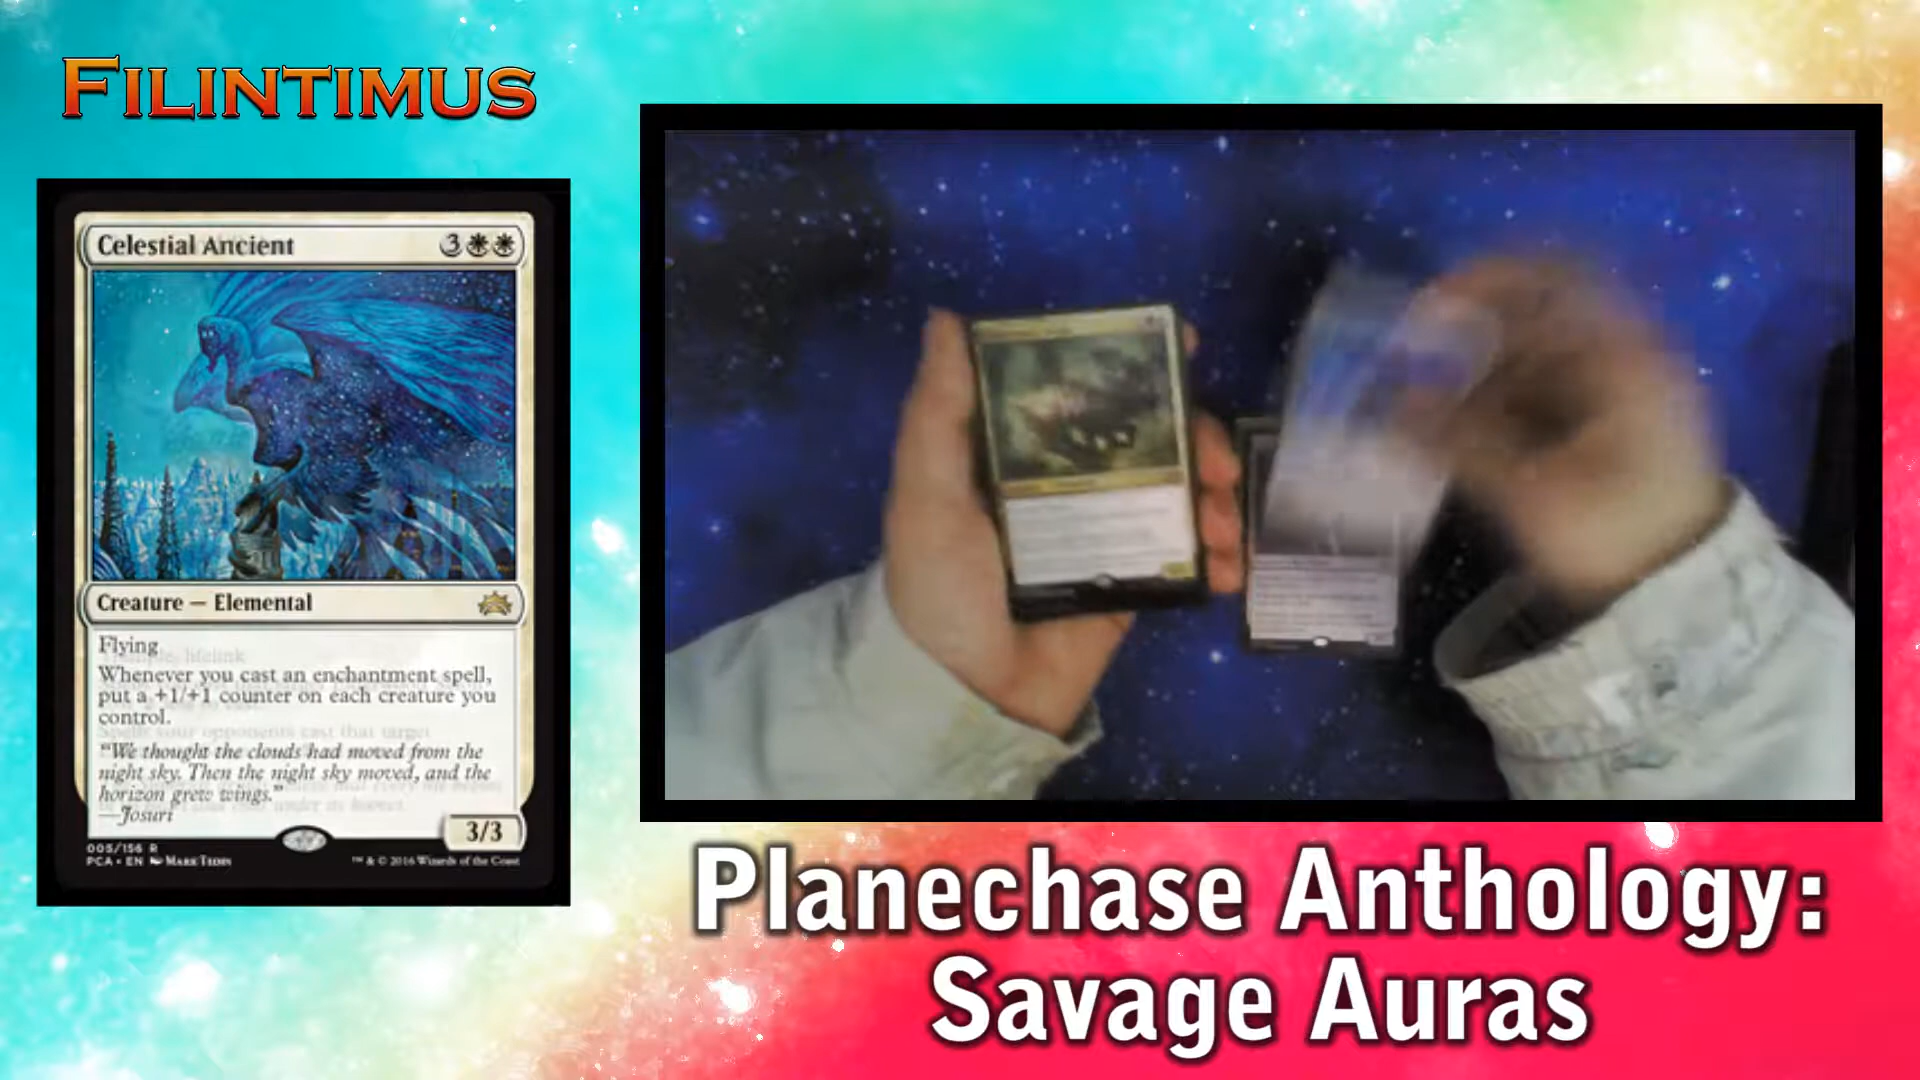 FILINTIMUS
Celestial Ancient 3
Creature — Elemental
Flying
Whenever you cast an enchantment spell,
put a +1/+1 counter on each creature you
control.
"We thought the clouds had moved from the
night sky. Then the night sky moved, and the
horizon grew wings."
—Josuri
3/3
005/156 R
PCA • EN Mark Tedin
™ & © 2016 Wizards of the Coast
Planechase Anthology:
Savage Auras